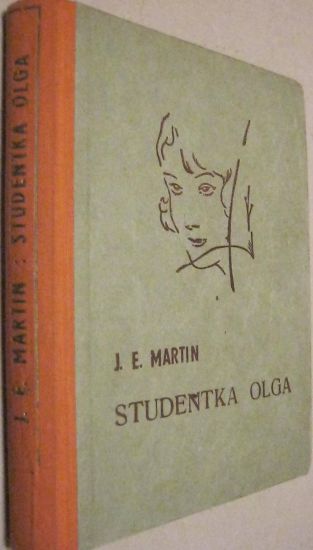 J. E. MARTIN : STUDENTKA OLGA
J. E. MARTIN
STUDENTKA OLGA